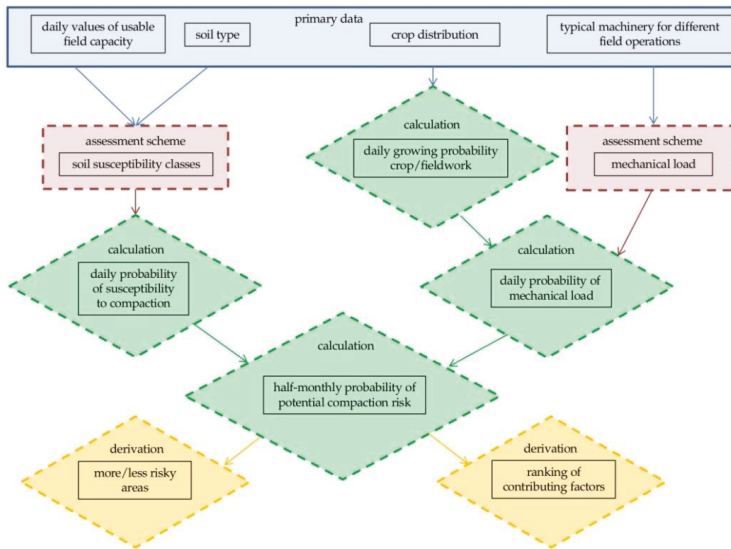 primary data
daily values of usable
field capacity
soil type
crop distribution
typical machinery for different
field operations
assessment scheme
soil susceptibility classes
calculation
daily growing probability
crop/fieldwork
assessment scheme
mechanical load
calculation
daily probability
of susceptibility
to compaction
calculation
daily probability of
mechanical load
calculation
half-monthly probability of
potential compaction risk
derivation
more/less risky
areas
derivation
ranking of
contributing factors